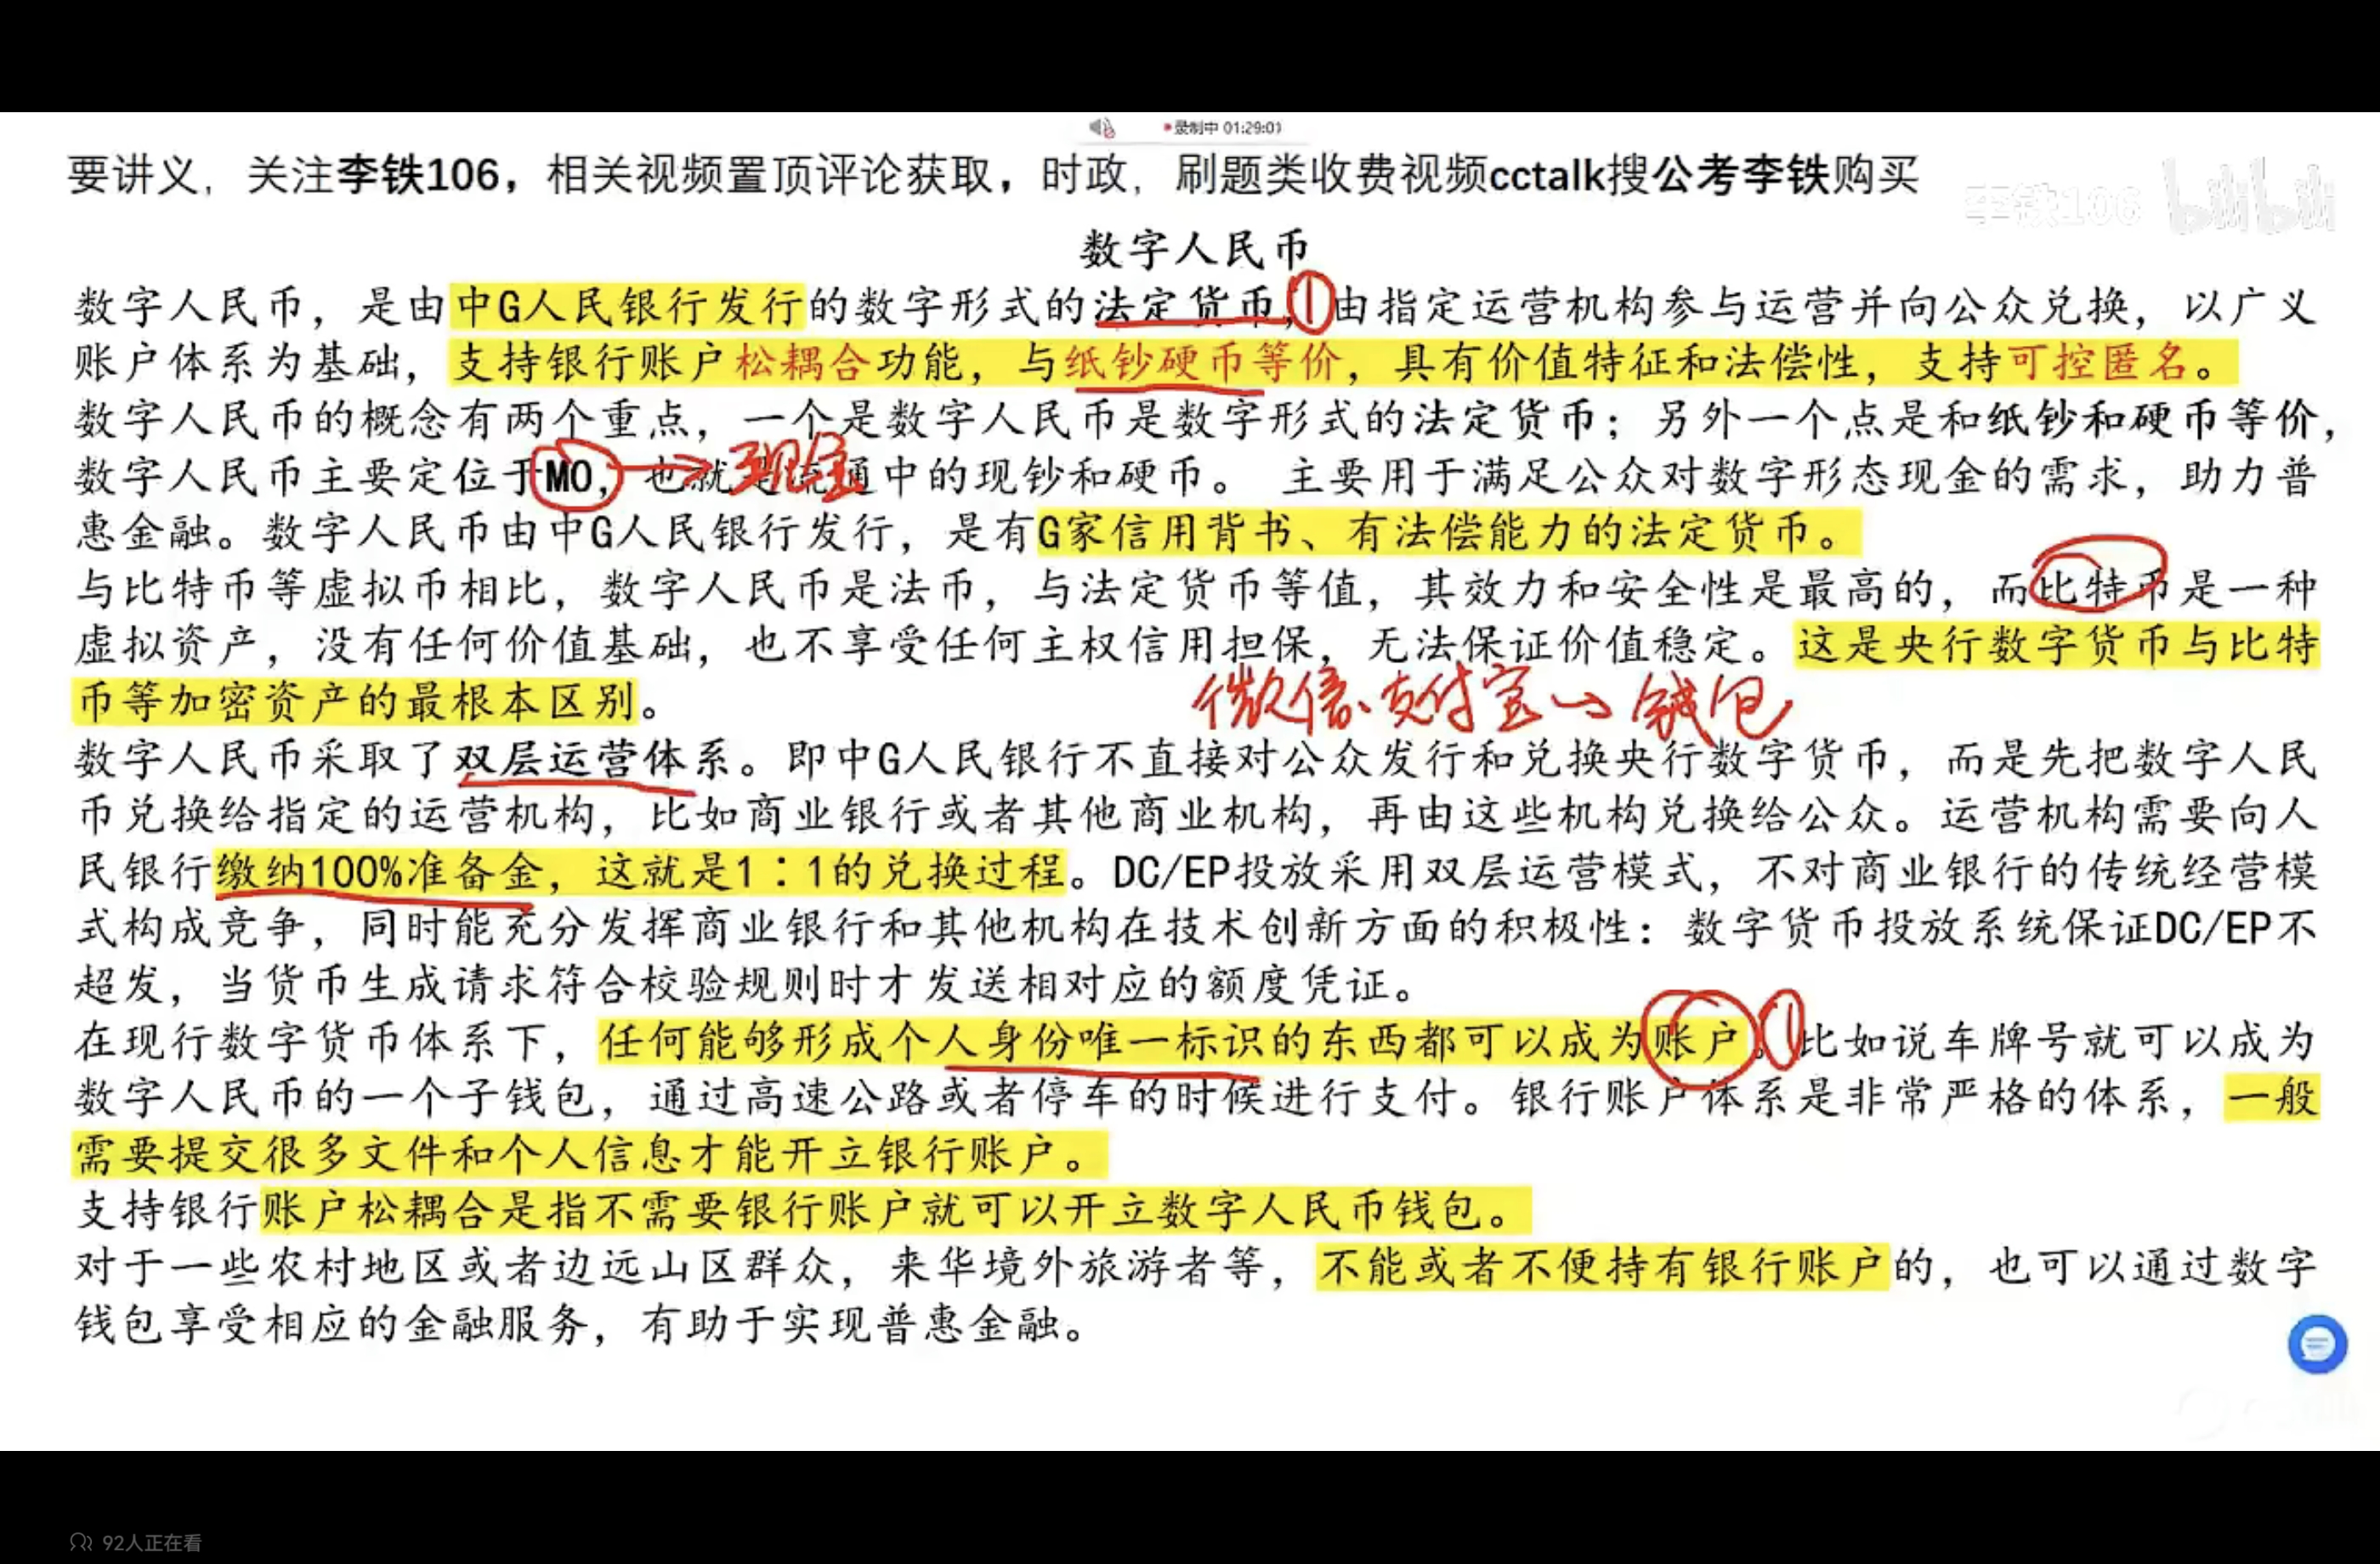 录制中 01:29:01
要讲义，关注李铁106，相关视频置顶评论获取，时政，刷题类收费视频cctalk搜公考李铁购买
李铁106 bilibili
数字人民币
数字人民币，是由中G人民银行发行的数字形式的法定货币，由指定运营机构参与运营并向公众兑换，以广义
账户体系为基础，支持银行账户松耦合功能，与纸钞硬币等价，具有价值特征和法偿性，支持可控匿名。
数字人民币的概念有两个重点，一个是数字人民币是数字形式的法定货币；另外一个点是和纸钞和硬币等价，
数字人民币主要定位于M0，也就是流通中的现钞和硬币。 主要用于满足公众对数字形态现金的需求，助力普
现金
惠金融。数字人民币由中G人民银行发行，是有G家信用背书、有法偿能力的法定货币。
与比特币等虚拟币相比，数字人民币是法币，与法定货币等值，其效力和安全性是最高的，而比特币是一种
虚拟资产，没有任何价值基础，也不享受任何主权信用担保，无法保证价值稳定。这是央行数字货币与比特
币等加密资产的最根本区别。
微信、支付宝→钱包
数字人民币采取了双层运营体系。即中G人民银行不直接对公众发行和兑换央行数字货币，而是先把数字人民
币兑换给指定的运营机构，比如商业银行或者其他商业机构，再由这些机构兑换给公众。运营机构需要向人
民银行缴纳100%准备金，这就是1∶1的兑换过程。DC/EP投放采用双层运营模式，不对商业银行的传统经营模
式构成竞争，同时能充分发挥商业银行和其他机构在技术创新方面的积极性：数字货币投放系统保证DC/EP不
超发，当货币生成请求符合校验规则时才发送相对应的额度凭证。
在现行数字货币体系下，任何能够形成个人身份唯一标识的东西都可以成为账户。比如说车牌号就可以成为
数字人民币的一个子钱包，通过高速公路或者停车的时候进行支付。银行账户体系是非常严格的体系，一般
需要提交很多文件和个人信息才能开立银行账户。
支持银行账户松耦合是指不需要银行账户就可以开立数字人民币钱包。
对于一些农村地区或者边远山区群众，来华境外旅游者等，不能或者不便持有银行账户的，也可以通过数字
钱包享受相应的金融服务，有助于实现普惠金融。
92人正在看